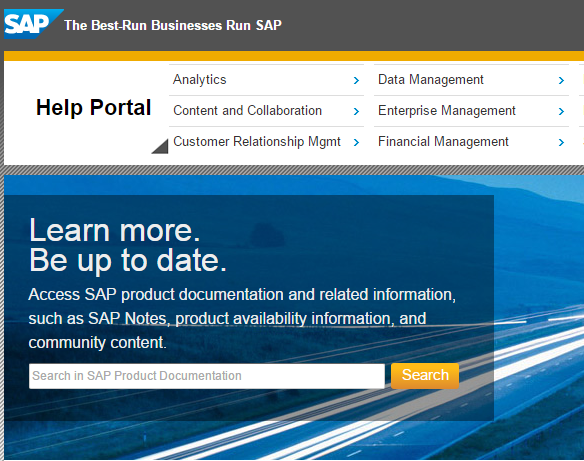 SAP The Best-Run Businesses Run SAP
Help Portal
Analytics
Content and Collaboration
Customer Relationship Mgmt
Data Management
Enterprise Management
Financial Management
Learn more.
Be up to date.
Access SAP product documentation and related information,
such as SAP Notes, product availability information, and
community content.
Search in SAP Product Documentation
Search